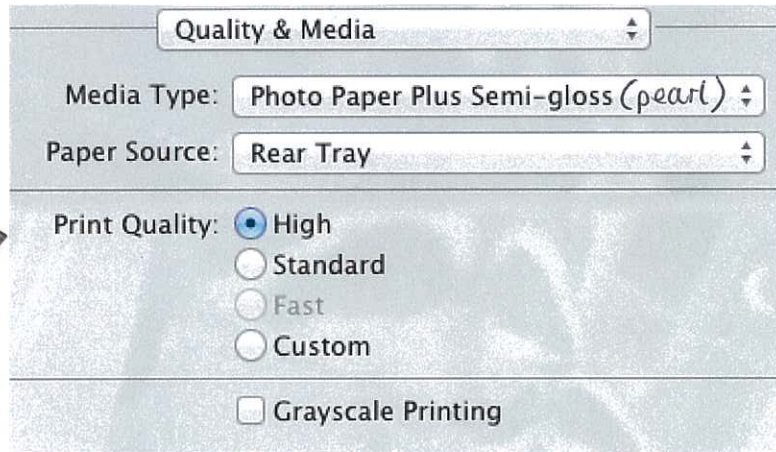 Quality & Media
Media Type: Photo Paper Plus Semi-gloss (pearl)
Paper Source: Rear Tray
Print Quality: High
Standard
Fast
Custom
Grayscale Printing